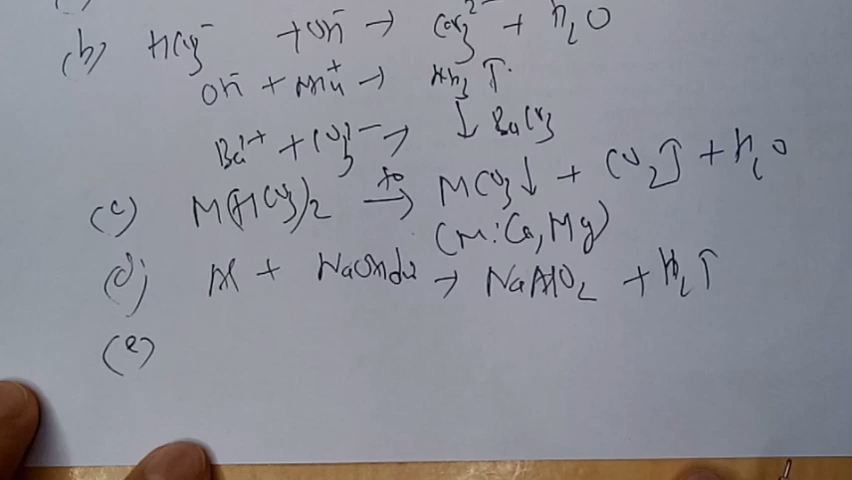 (b) HCO3⁻ + OH⁻ → CO3²⁻ + H2O
OH⁻ + NH4⁺ → NH3 ↑
Ba²⁺ + CO3²⁻ → ↓ BaCO3
(c) M(HCO3)2 → MCO3↓ + CO2↑ + H2O
(M: Ca, Mg)
(d) Al + NaOH → NaAlO2 + H2↑
(e)